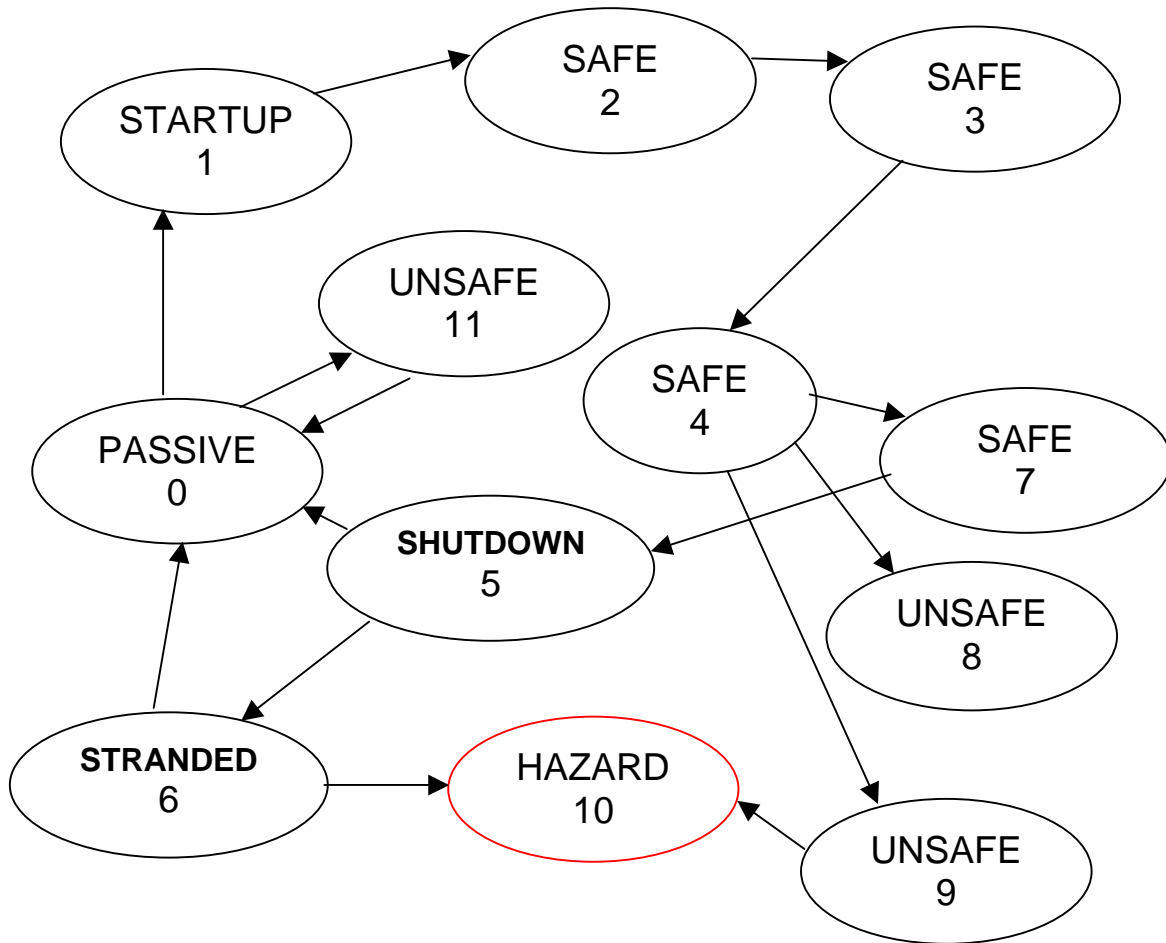 SAFE
2
SAFE
3
STARTUP
1
UNSAFE
11
SAFE
4
SAFE
7
PASSIVE
0
SHUTDOWN
5
UNSAFE
8
STRANDED
6
HAZARD
10
UNSAFE
9